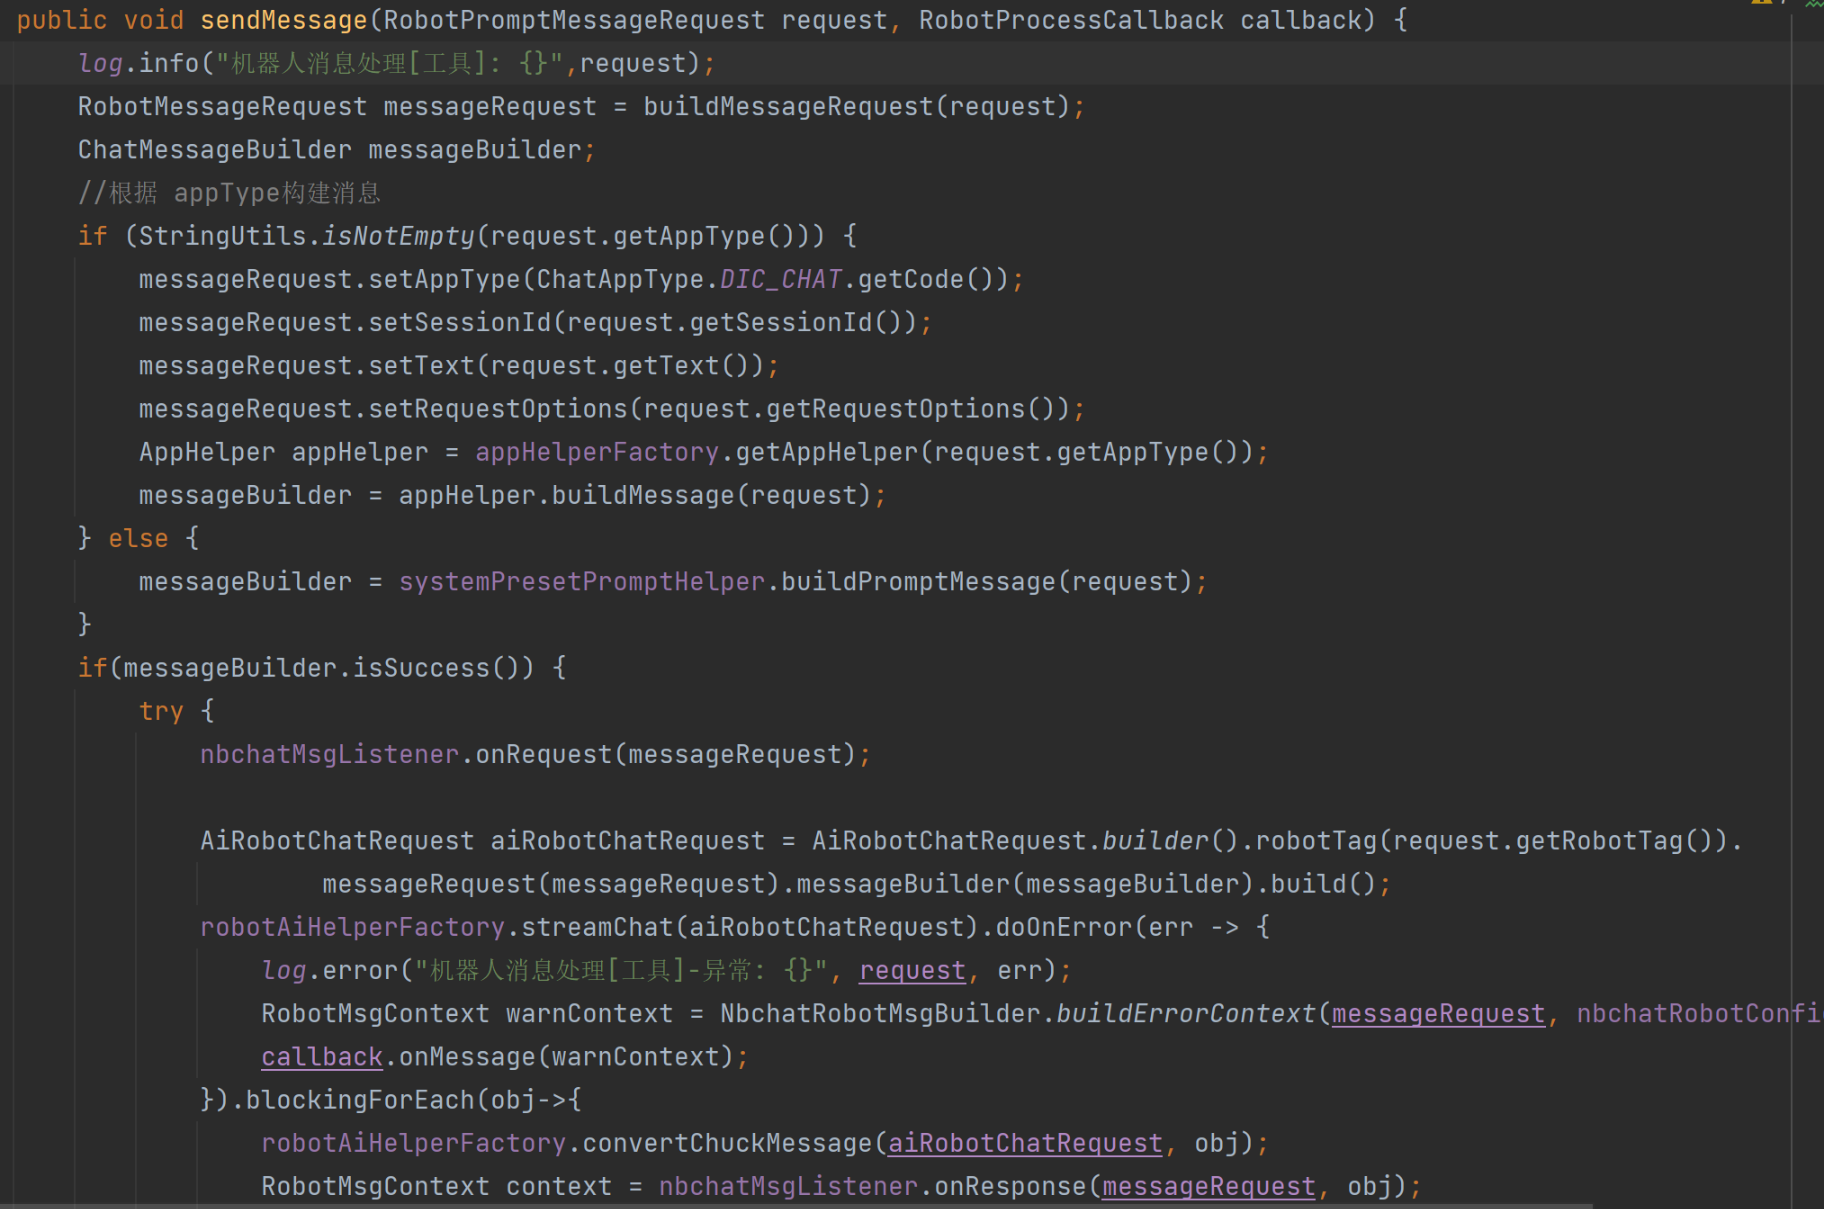 public void sendMessage(RobotPromptMessageRequest request, RobotProcessCallback callback) {
log.info("机器人消息处理[工具]: {}",request);
RobotMessageRequest messageRequest = buildMessageRequest(request);
ChatMessageBuilder messageBuilder;
//根据 appType构建消息
if (StringUtils.isNotEmpty(request.getAppType())) {
messageRequest.setAppType(ChatAppType.DIC_CHAT.getCode());
messageRequest.setSessionId(request.getSessionId());
messageRequest.setText(request.getText());
messageRequest.setRequestOptions(request.getRequestOptions());
AppHelper appHelper = appHelperFactory.getAppHelper(request.getAppType());
messageBuilder = appHelper.buildMessage(request);
} else {
messageBuilder = systemPresetPromptHelper.buildPromptMessage(request);
}
if(messageBuilder.isSuccess()) {
try {
nbchatMsgListener.onRequest(messageRequest);
AiRobotChatRequest aiRobotChatRequest = AiRobotChatRequest.builder().robotTag(request.getRobotTag()).
messageRequest(messageRequest).messageBuilder(messageBuilder).build();
robotAiHelperFactory.streamChat(aiRobotChatRequest).doOnError(err -> {
log.error("机器人消息处理[工具]-异常: {}", request, err);
RobotMsgContext warnContext = NbchatRobotMsgBuilder.buildErrorContext(messageRequest, nbchatRobotConfi
callback.onMessage(warnContext);
}).blockingForEach(obj->{
robotAiHelperFactory.convertChuckMessage(aiRobotChatRequest, obj);
RobotMsgContext context = nbchatMsgListener.onResponse(messageRequest, obj);